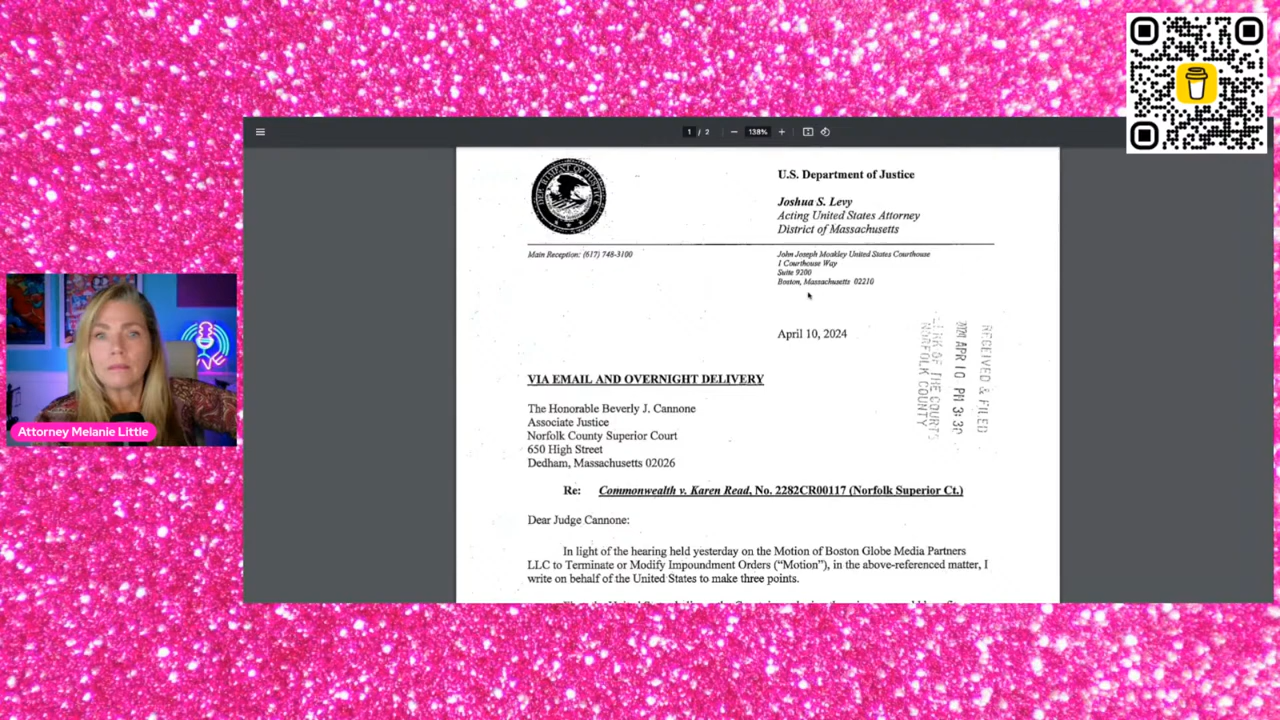 1 / 2
138%
U.S. Department of Justice
Joshua S. Levy
Acting United States Attorney
District of Massachusetts
Main Reception: (617) 748-3100
John Joseph Moakley United States Courthouse
1 Courthouse Way
Suite 9200
Boston, Massachusetts 02210
April 10, 2024
RECEIVED & FILED
2024 APR 10 PM 3:
CLERK OF THE COURTS
NORFOLK COUNTY
VIA EMAIL AND OVERNIGHT DELIVERY
The Honorable Beverly J. Cannone
Associate Justice
Norfolk County Superior Court
650 High Street
Dedham, Massachusetts 02026
Re: Commonwealth v. Karen Read, No. 2282CR00117 (Norfolk Superior Ct.)
Dear Judge Cannone:
In light of the hearing held yesterday on the Motion of Boston Globe Media Partners
LLC to Terminate or Modify Impoundment Orders (“Motion”), in the above-referenced matter, I
write on behalf of the United States to make three points.
Attorney Melanie Little